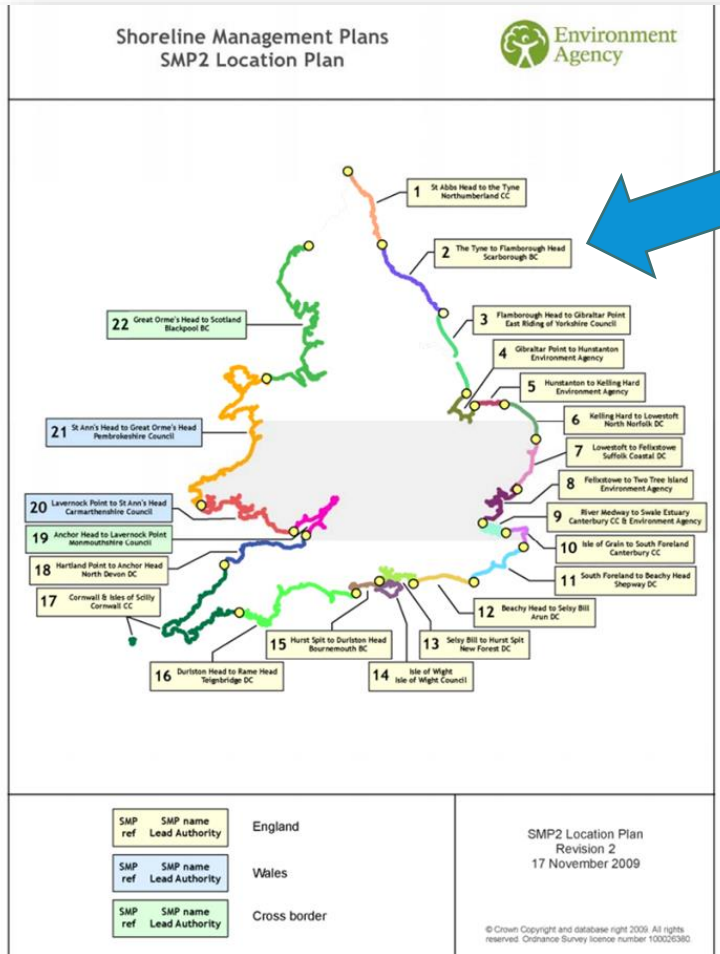 Shoreline Management Plans
SMP2 Location Plan
Environment
Agency
1 St Abbs Head to the Tyne
Northumberland CC
2 The Tyne to Flamborough Head
Scarborough BC
3 Flamborough Head to Gibraltar Point
East Riding of Yorkshire Council
4 Gibraltar Point to Hunstanton
Environment Agency
5 Hunstanton to Kelling Hard
Environment Agency
6 Kelling Hard to Lowestoft
North Norfolk DC
7 Lowestoft to Felixstowe
Suffolk Coastal DC
8 Felixstowe to Two Tree Island
Environment Agency
9 River Medway to Swale Estuary
Canterbury CC & Environment Agency
10 Isle of Grain to South Foreland
Canterbury CC
11 South Foreland to Beachy Head
Shepway DC
12 Beachy Head to Selsy Bill
Arun DC
13 Selsy Bill to Hurst Spit
New Forest DC
14 Isle of Wight
Isle of Wight Council
15 Hurst Spit to Durlston Head
Bournemouth BC
16 Durlston Head to Rame Head
Teignbridge DC
17 Cornwall & Isles of Scilly
Cornwall CC
18 Hartland Point to Anchor Head
North Devon DC
19 Anchor Head to Lavernock Point
Monmouthshire Council
20 Lavernock Point to St Ann's Head
Carmarthenshire Council
21 St Ann's Head to Great Orme's Head
Pembrokeshire Council
22 Great Orme's Head to Scotland
Blackpool BC
SMP ref SMP name
Lead Authority
England
SMP ref SMP name
Lead Authority
Wales
SMP ref SMP name
Lead Authority
Cross border
SMP2 Location Plan
Revision 2
17 November 2009
© Crown Copyright and database right 2009. All rights
reserved. Ordnance Survey licence number 100026380.